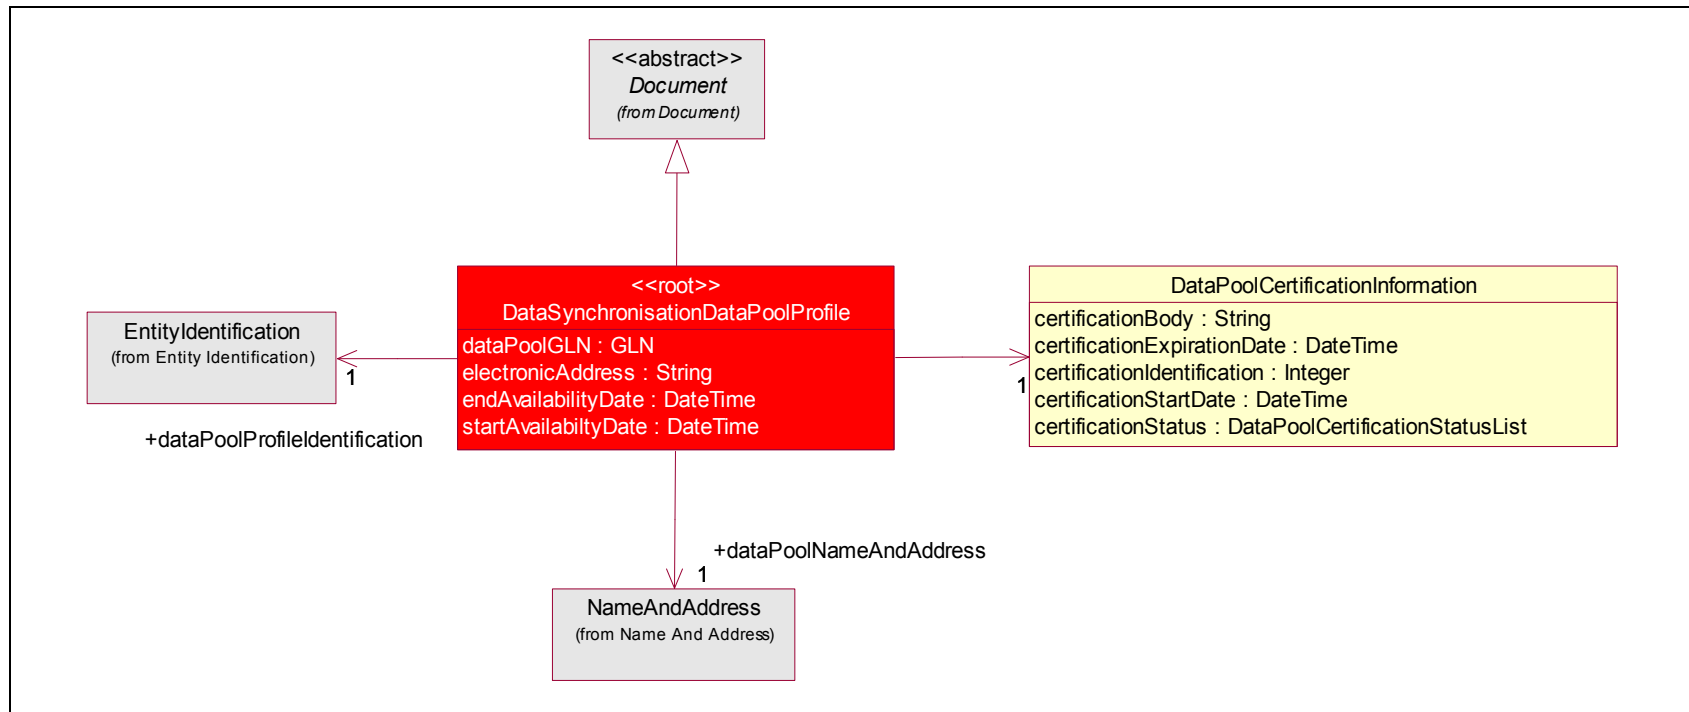 <<abstract>>
Document
(from Document)
<<root>>
DataSynchronisationDataPoolProfile
dataPoolGLN : GLN
electronicAddress : String
endAvailabilityDate : DateTime
startAvailabiltyDate : DateTime
EntityIdentification
(from Entity Identification)
1
+dataPoolProfileIdentification
DataPoolCertificationInformation
certificationBody : String
certificationExpirationDate : DateTime
certificationIdentification : Integer
certificationStartDate : DateTime
certificationStatus : DataPoolCertificationStatusList
1
+dataPoolNameAndAddress
1
NameAndAddress
(from Name And Address)